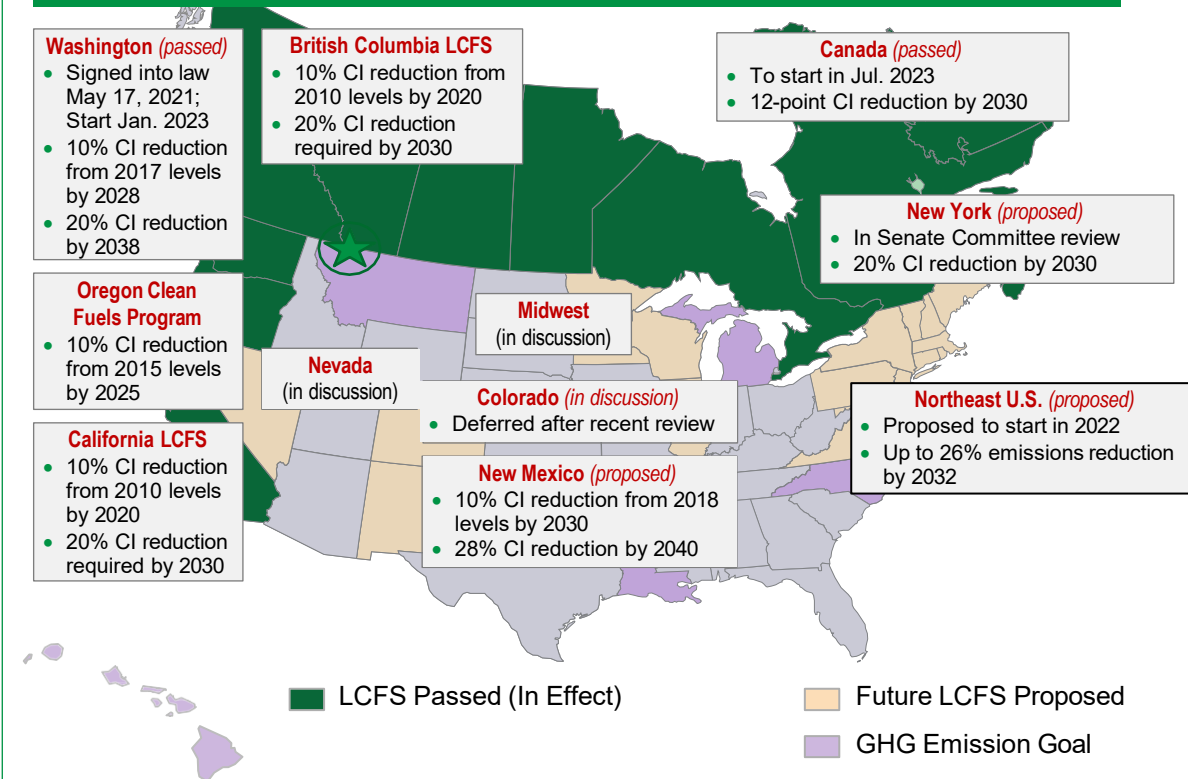 Washington (passed)
• Signed into law
May 17, 2021;
Start Jan. 2023
• 10% CI reduction
from 2017 levels
by 2028
• 20% CI reduction
by 2038
British Columbia LCFS
• 10% CI reduction from
2010 levels by 2020
• 20% CI reduction
required by 2030
Canada (passed)
• To start in Jul. 2023
• 12-point CI reduction by 2030
New York (proposed)
• In Senate Committee review
• 20% CI reduction by 2030
Oregon Clean
Fuels Program
• 10% CI reduction
from 2015 levels
by 2025
Midwest
(in discussion)
Nevada
(in discussion)
Colorado (in discussion)
• Deferred after recent review
Northeast U.S. (proposed)
• Proposed to start in 2022
• Up to 26% emissions reduction
by 2032
California LCFS
• 10% CI reduction
from 2010 levels
by 2020
• 20% CI reduction
required by 2030
New Mexico (proposed)
• 10% CI reduction from 2018
levels by 2030
• 28% CI reduction by 2040
LCFS Passed (In Effect)
Future LCFS Proposed
GHG Emission Goal